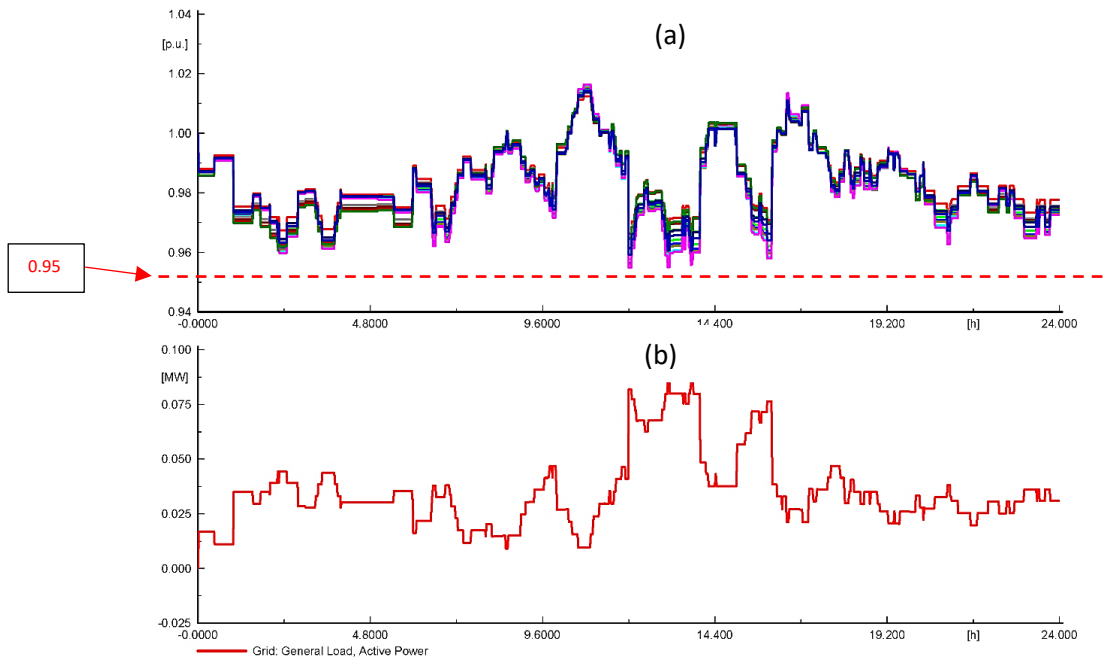 1.04
[p.u.]
(a)
1.02
1.00
0.98
0.96
0.95
0.94
-0.0000 4.8000 9.6000 14.400 19.200 [h] 24.000
0.100
(b)
[MW]
0.075
0.050
0.025
0.000
-0.025
-0.0000 4.8000 9.6000 14.400 19.200 [h] 24.000
Grid: General Load, Active Power